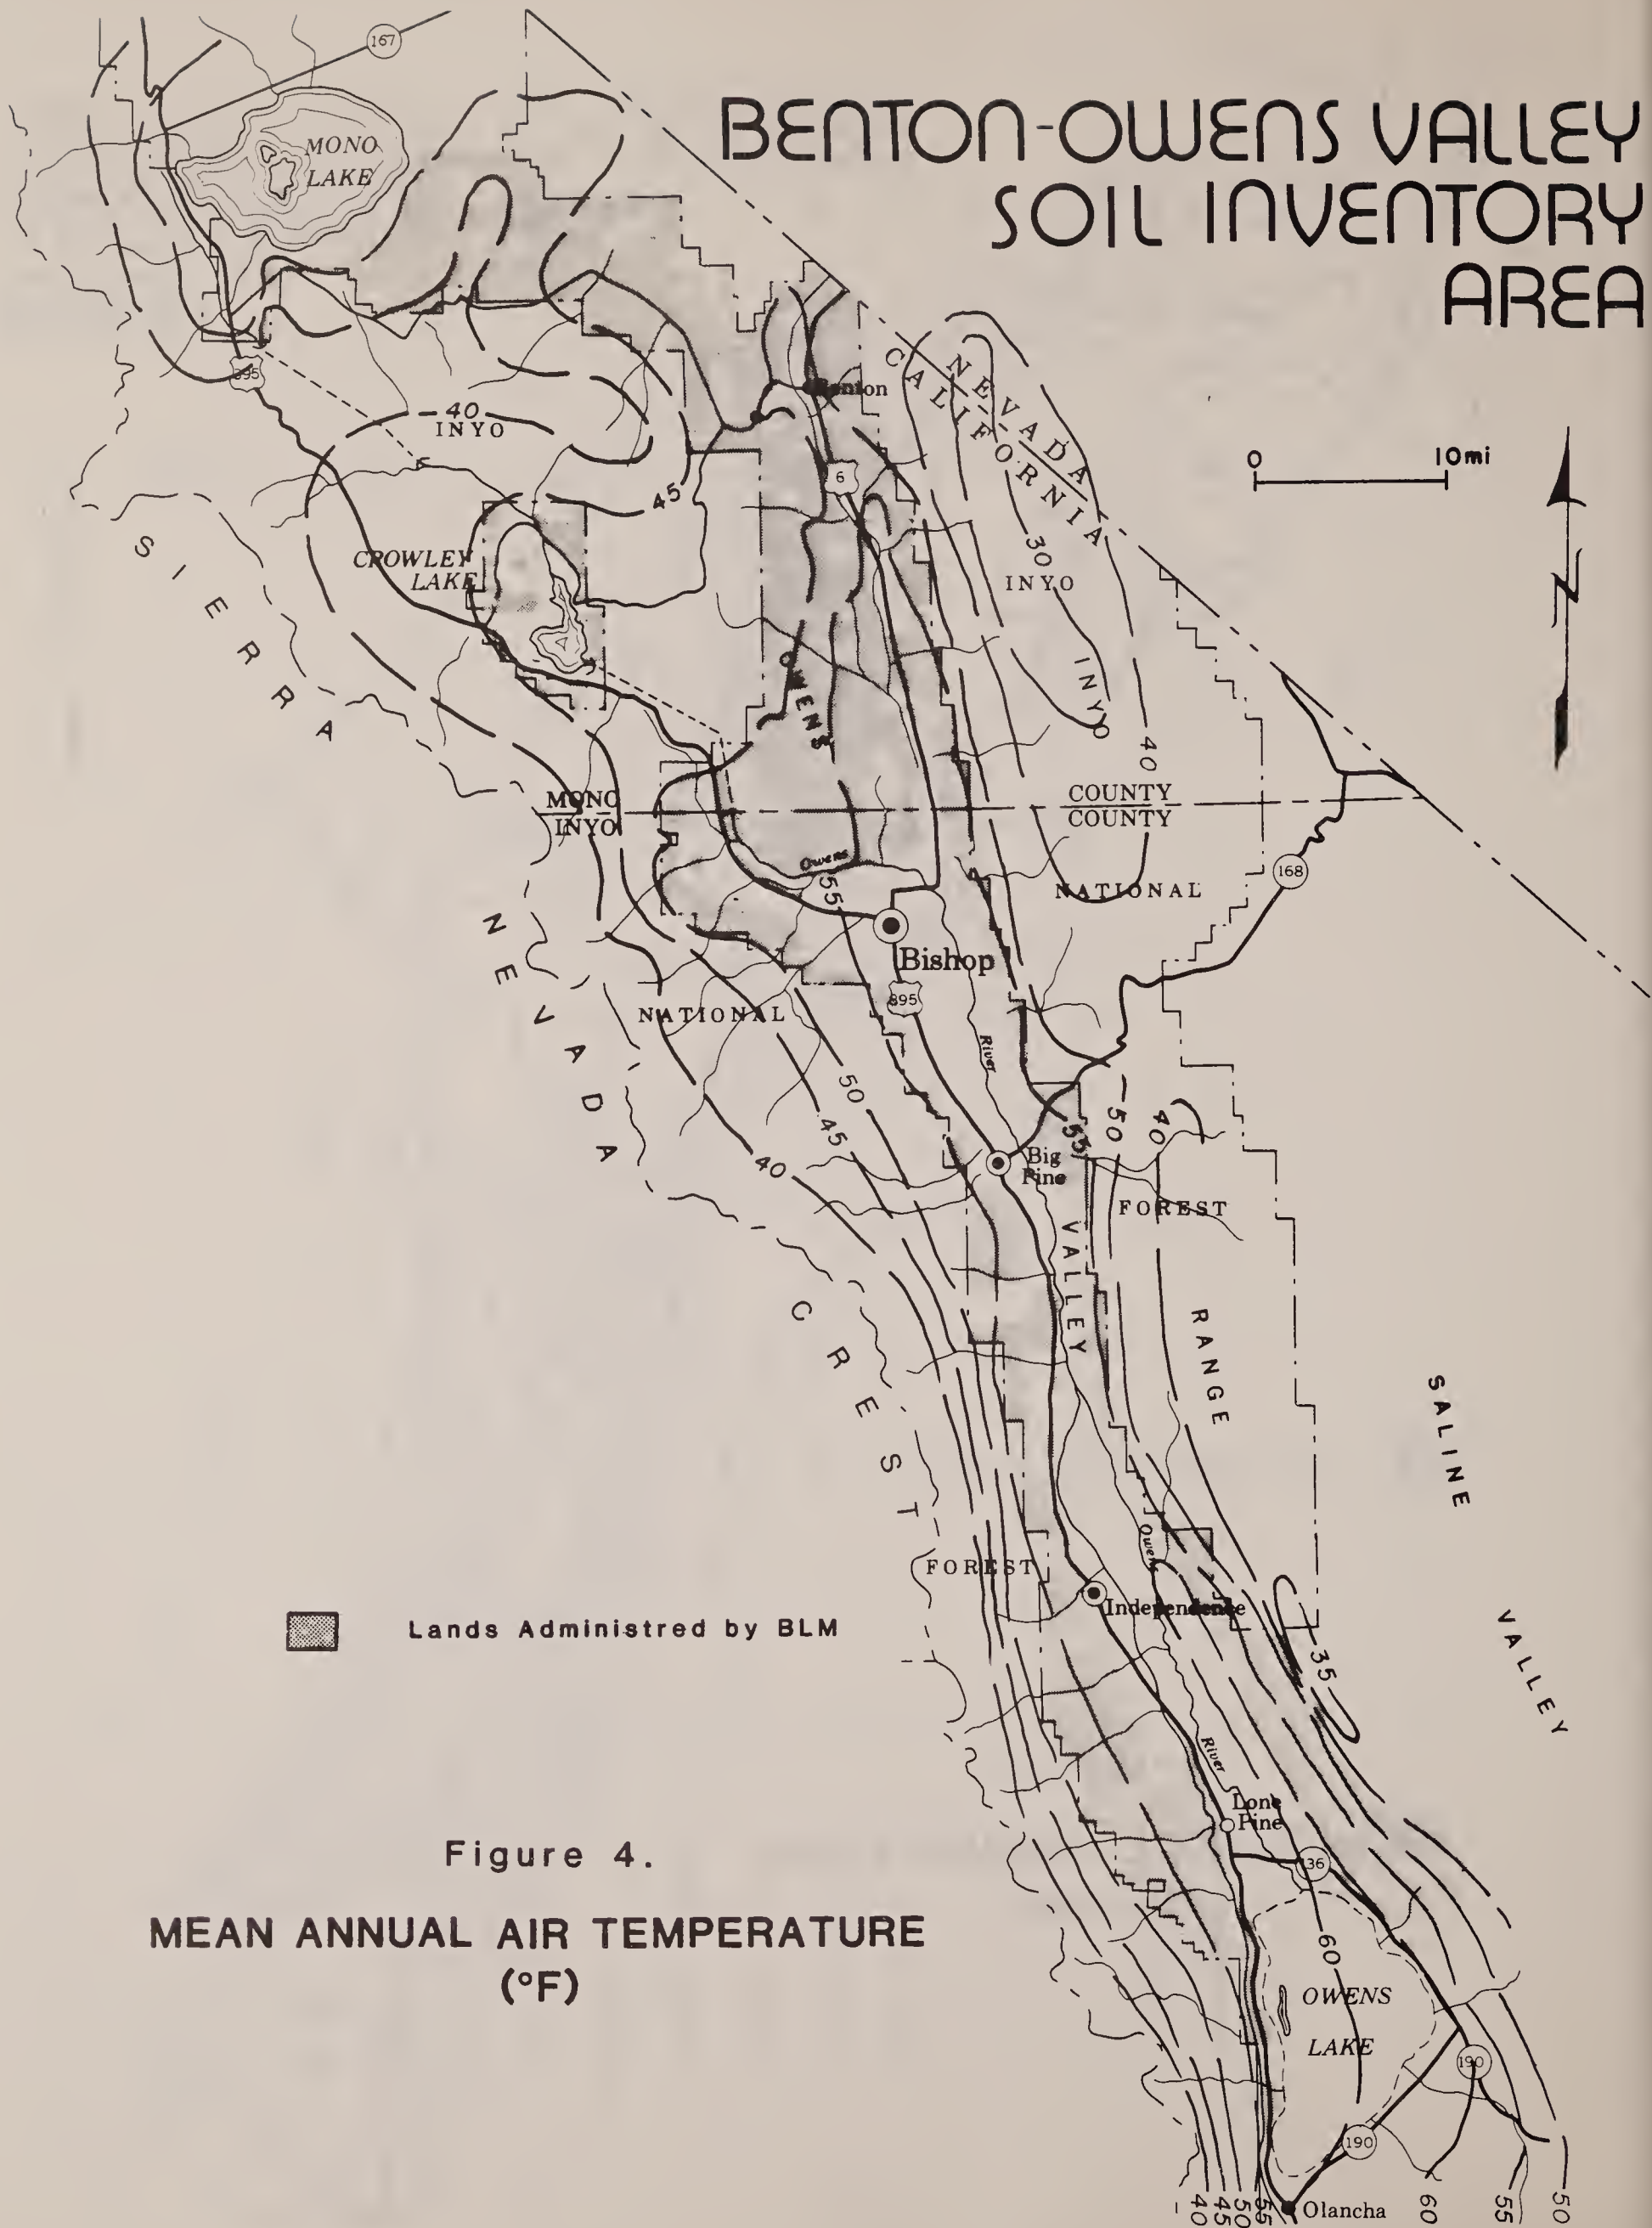 167
MONO
LAKE
BENTON-OWENS VALLEY
SOIL INVENTORY
AREA
395
Benton
CALIFORNIA
NEVADA
40
INYO
0 10mi
6
45
30
INYO
CROWLEY
LAKE
SIERRA
OWENS
INYO
40
MONO
INYO
COUNTY
COUNTY
Owens
55
168
NATIONAL
Bishop
NEVADA
395
NATIONAL
River
50
45
40
55
50
40
Big
Pine
FOREST
VALLEY
CREST
RANGE
SALINE
Owens
FOREST
Independence
Lands Administred by BLM
35
VALLEY
River
Lone
Pine
136
Figure 4.
MEAN ANNUAL AIR TEMPERATURE
(°F)
60
OWENS
LAKE
190
190
40
45
50
55
Olancha
60
55
50